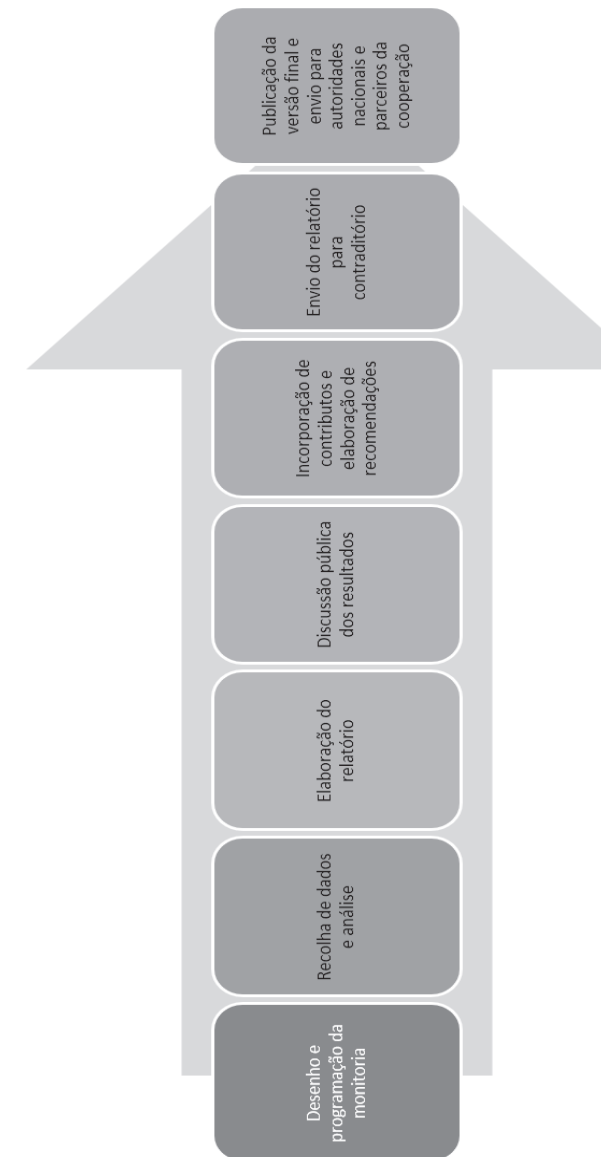 Desenho e
programação da
monitoria
Recolha de dados
e análise
Elaboração do
relatório
Discussão pública
dos resultados
Incorporação de
contributos e
elaboração de
recomendações
Envio do relatório
para
contraditório
Publicação da
versão final e
envio para
autoridades
nacionais e
parceiros da
cooperação